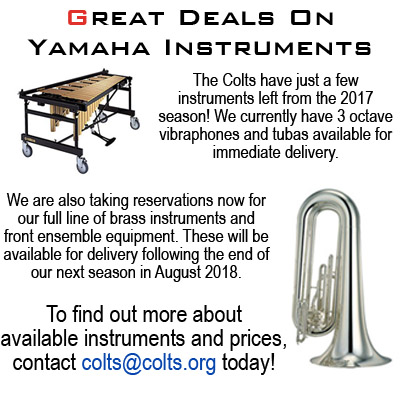 Great Deals On
Yamaha Instruments
The Colts have just a few
instruments left from the 2017
season! We currently have 3 octave
vibraphones and tubas available for
immediate delivery.
We are also taking reservations now for
our full line of brass instruments and
front ensemble equipment. These will be
available for delivery following the end of
our next season in August 2018.
To find out more about
available instruments and prices,
contact colts@colts.org today!